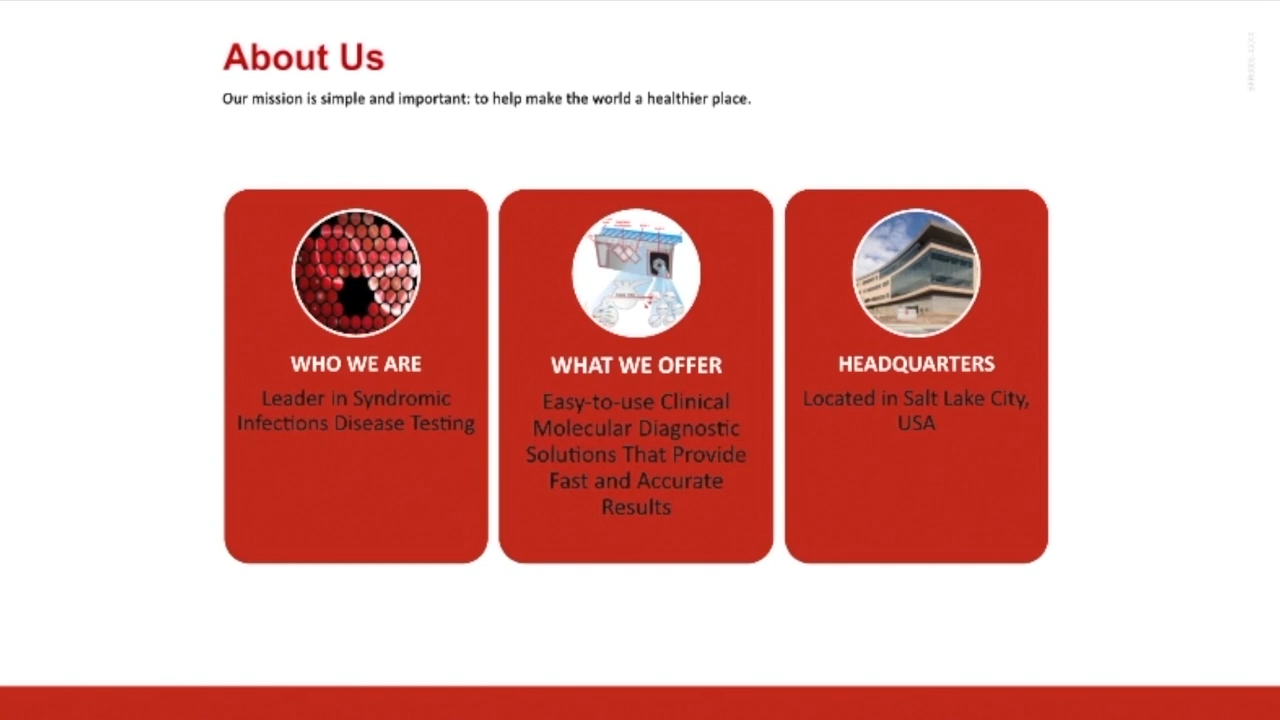 About Us
Our mission is simple and important: to help make the world a healthier place.
WHO WE ARE
Leader in Syndromic
Infections Disease Testing
WHAT WE OFFER
Easy-to-use Clinical
Molecular Diagnostic
Solutions That Provide
Fast and Accurate
Results
HEADQUARTERS
Located in Salt Lake City,
USA